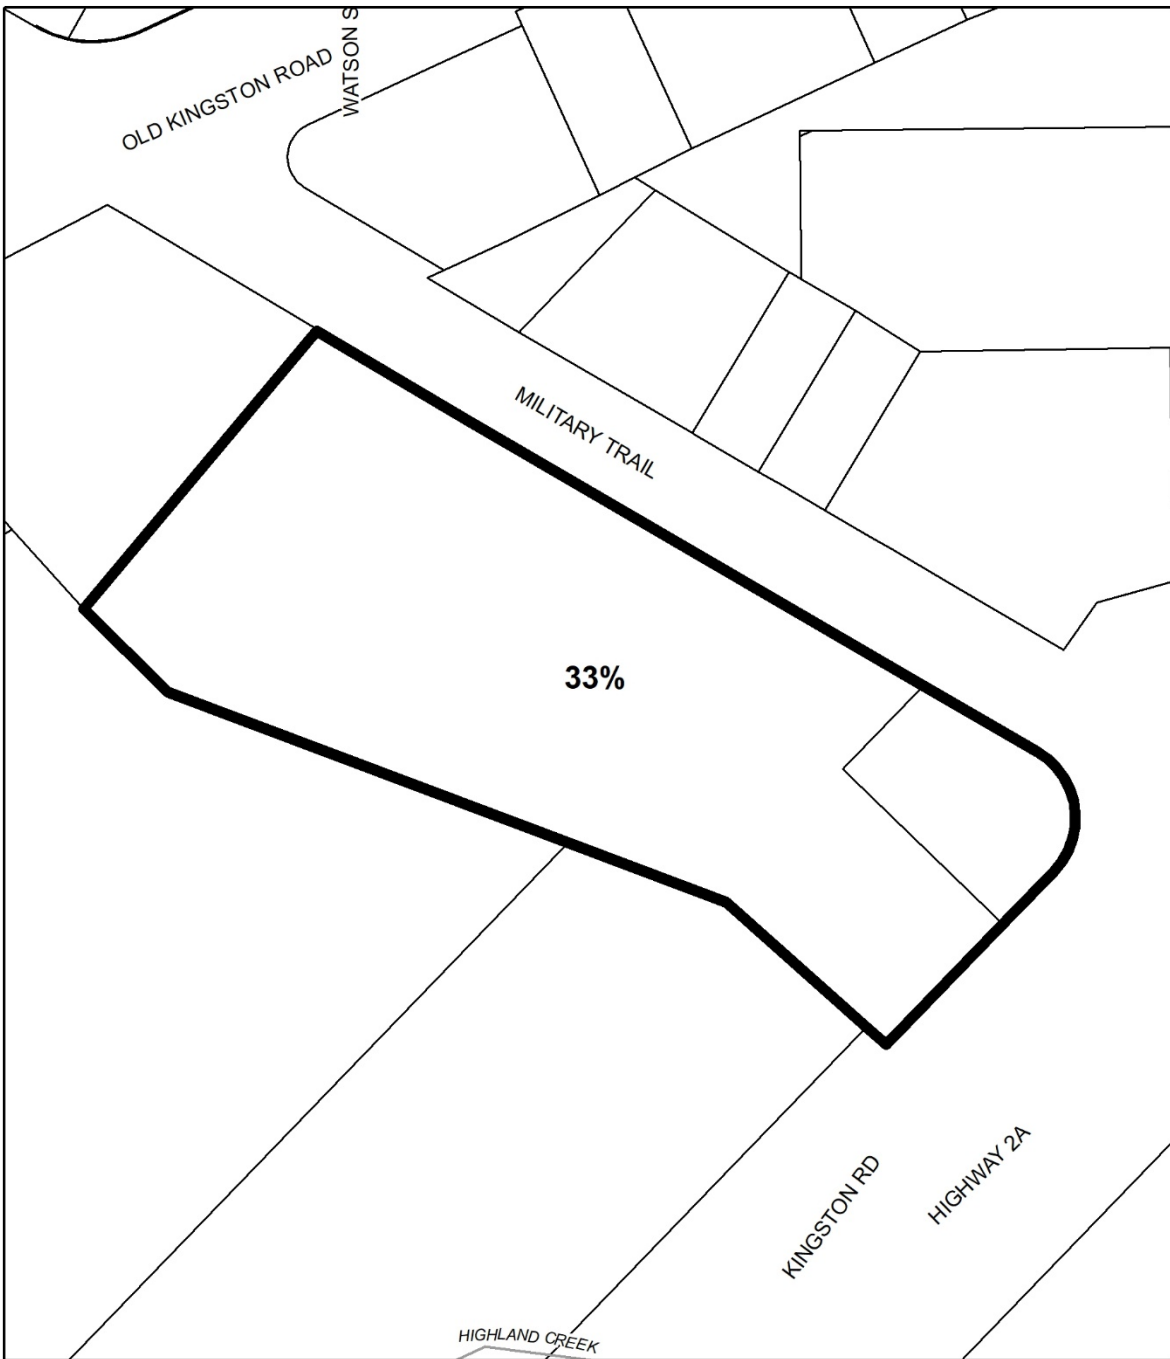 WATSON S
OLD KINGSTON ROAD
MILITARY TRAIL
33%
KINGSTON RD
HIGHWAY 2A
HIGHLAND CREEK